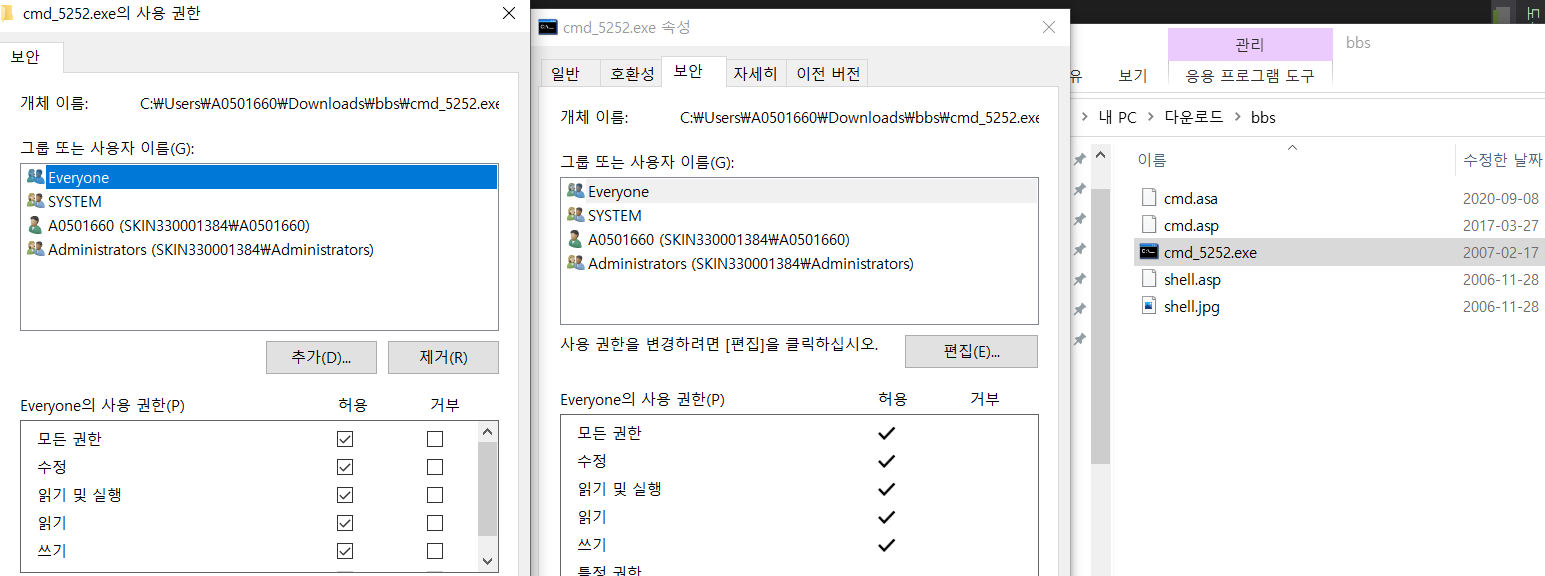 cmd_5252.exe의 사용 권한
보안
개체 이름: C:₩Users₩A0501660₩Downloads₩bbs₩cmd_5252.exe
그룹 또는 사용자 이름(G):
Everyone
SYSTEM
A0501660 (SKIN330001384₩A0501660)
Administrators (SKIN330001384₩Administrators)
추가(D)... 제거(R)
Everyone의 사용 권한(P) 허용 거부
모든 권한
수정
읽기 및 실행
읽기
쓰기
cmd_5252.exe 속성
일반 호환성 보안 자세히 이전 버전
개체 이름: C:₩Users₩A0501660₩Downloads₩bbs₩cmd_5252.exe
그룹 또는 사용자 이름(G):
Everyone
SYSTEM
A0501660 (SKIN330001384₩A0501660)
Administrators (SKIN330001384₩Administrators)
사용 권한을 변경하려면 [편집]을 클릭하십시오. 편집(E)...
Everyone의 사용 권한(P) 허용 거부
모든 권한
수정
읽기 및 실행
읽기
쓰기
특정 권한
관리 bbs
유 보기 응용 프로그램 도구
내 PC > 다운로드 > bbs
이름 수정한 날짜
cmd.asa 2020-09-08
cmd.asp 2017-03-27
cmd_5252.exe 2007-02-17
shell.asp 2006-11-28
shell.jpg 2006-11-28